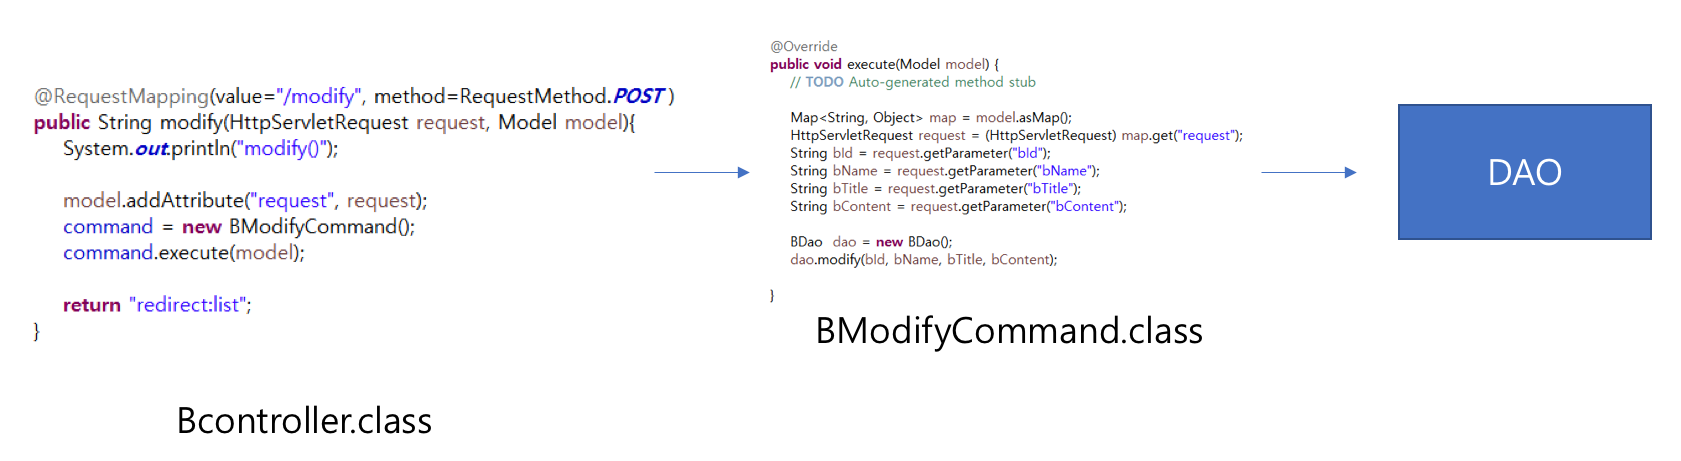 @RequestMapping(value="/modify", method=RequestMethod.POST )
public String modify(HttpServletRequest request, Model model){
System.out.println("modify()");
model.addAttribute("request", request);
command = new BModifyCommand();
command.execute(model);
return "redirect:list";
}
Bcontroller.class
@Override
public void execute(Model model) {
// TODO Auto-generated method stub
Map<String, Object> map = model.asMap();
HttpServletRequest request = (HttpServletRequest) map.get("request");
String bId = request.getParameter("bId");
String bName = request.getParameter("bName");
String bTitle = request.getParameter("bTitle");
String bContent = request.getParameter("bContent");
BDao dao = new BDao();
dao.modify(bId, bName, bTitle, bContent);
}
BModifyCommand.class
DAO